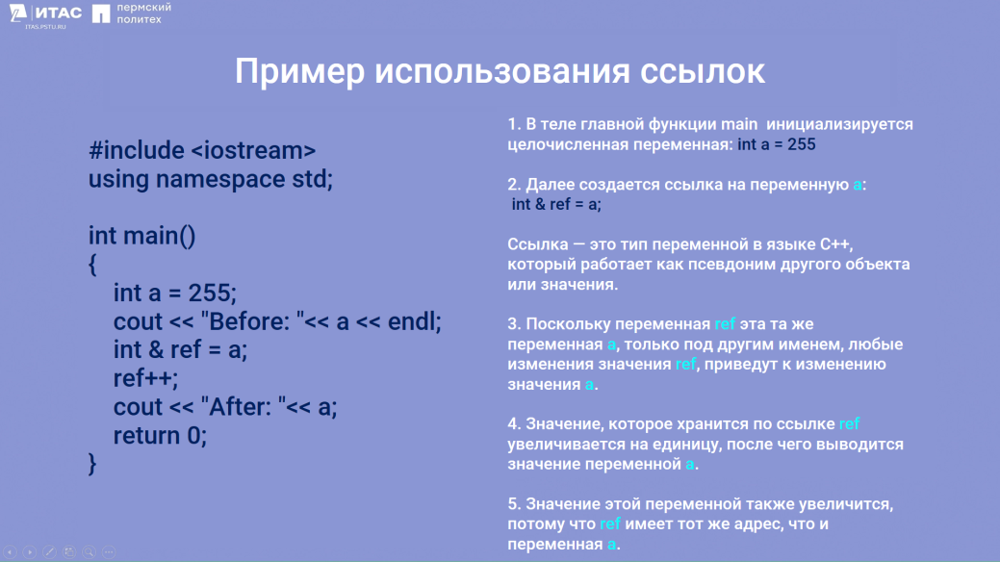 ИТАС
ITAS.PSTU.RU
пермский
политех
Пример использования ссылок
#include <iostream>
using namespace std;
int main()
{
int a = 255;
cout << "Before: "<< a << endl;
int & ref = a;
ref++;
cout << "After: "<< a;
return 0;
}
1. В теле главной функции main инициализируется
целочисленная переменная: int a = 255
2. Далее создается ссылка на переменную a:
int & ref = a;
Ссылка — это тип переменной в языке C++,
который работает как псевдоним другого объекта
или значения.
3. Поскольку переменная ref эта та же
переменная a, только под другим именем, любые
изменения значения ref, приведут к изменению
значения a.
4. Значение, которое хранится по ссылке ref
увеличивается на единицу, после чего выводится
значение переменной a.
5. Значение этой переменной также увеличится,
потому что ref имеет тот же адрес, что и
переменная a.